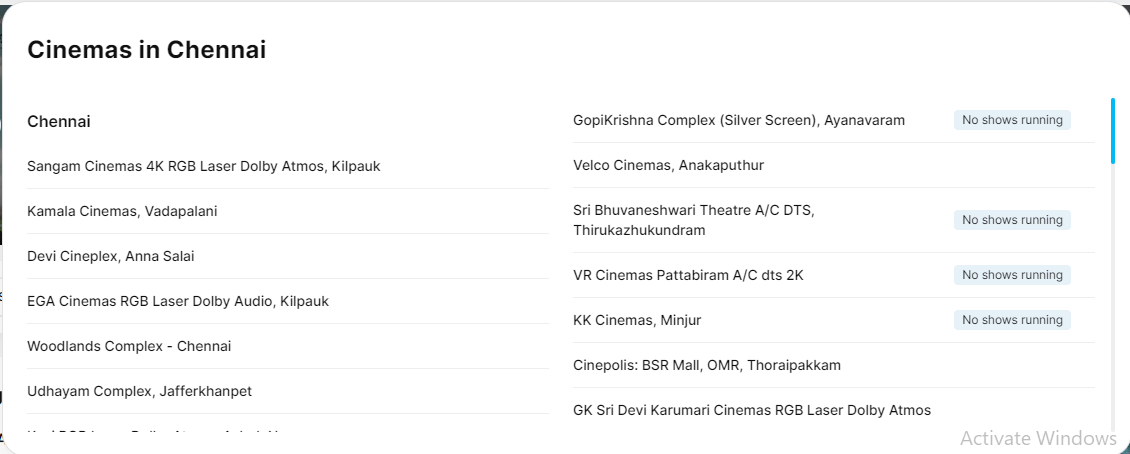 Cinemas in Chennai
Chennai
Sangam Cinemas 4K RGB Laser Dolby Atmos, Kilpauk
Kamala Cinemas, Vadapalani
Devi Cineplex, Anna Salai
EGA Cinemas RGB Laser Dolby Audio, Kilpauk
Woodlands Complex - Chennai
Udhayam Complex, Jafferkhanpet
GopiKrishna Complex (Silver Screen), Ayanavaram
No shows running
Velco Cinemas, Anakaputhur
Sri Bhuvaneshwari Theatre A/C DTS,
Thirukazhukundram
No shows running
VR Cinemas Pattabiram A/C dts 2K
No shows running
KK Cinemas, Minjur
No shows running
Cinepolis: BSR Mall, OMR, Thoraipakkam
GK Sri Devi Karumari Cinemas RGB Laser Dolby Atmos
Activate Windows